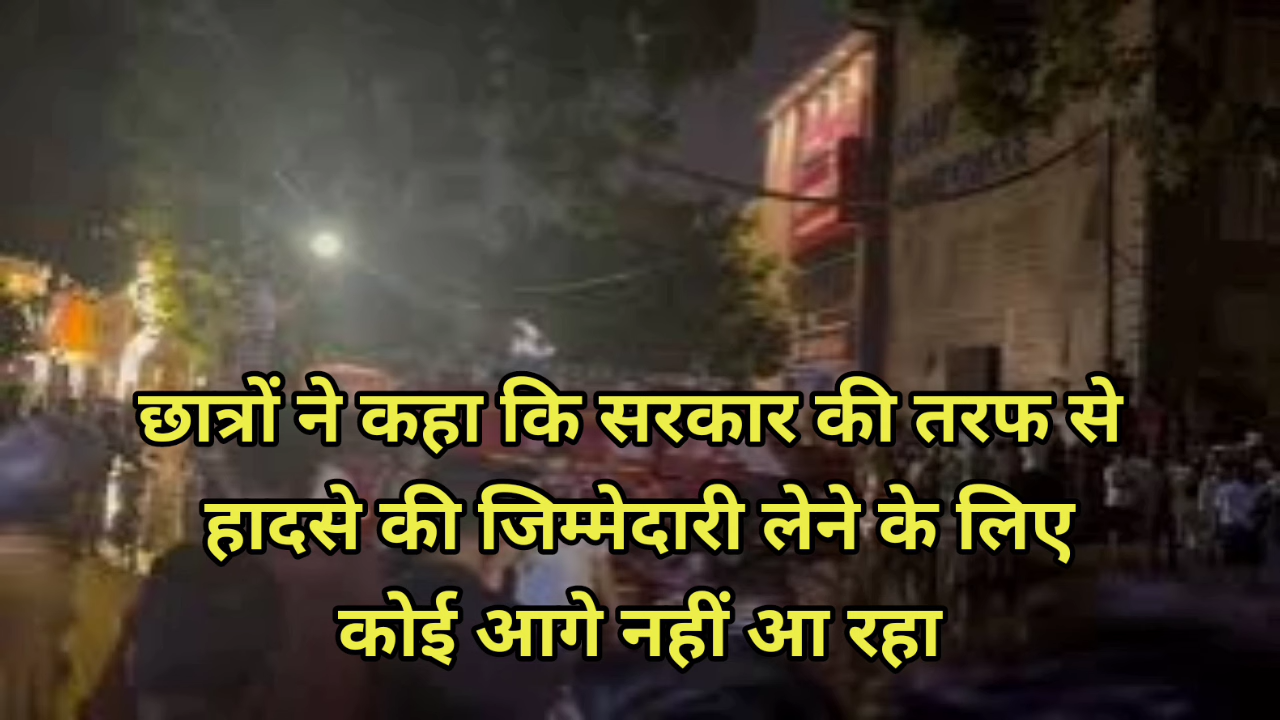 छात्रों ने कहा कि सरकार की तरफ से
हादसे की जिम्मेदारी लेने के लिए
कोई आगे नहीं आ रहा